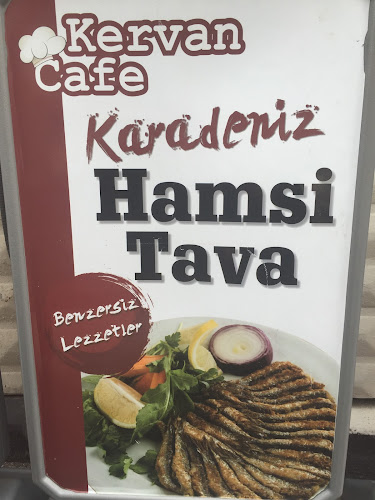 Kervan
Cafe
Karadeniz
Hamsi
Tava
Benzersiz
Lezzetler